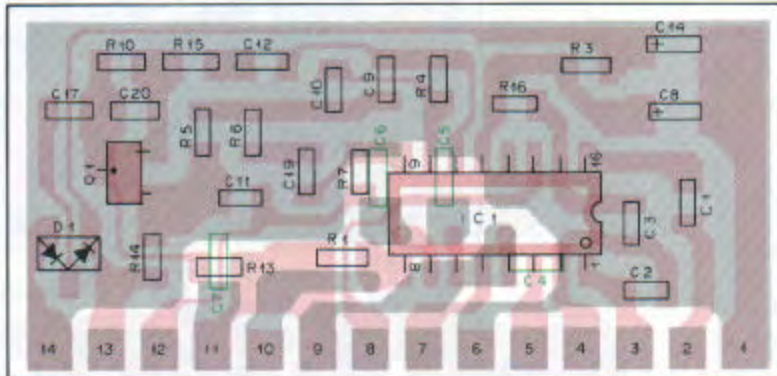 R10 R15 C12 C14
C10 C9 R4 R3
C17 C20 R16 C8
R5 R6 C6 C5
Q1 C19 R7 9 16
C11 IC1 C3 C1
D1
R14 C7 R13 R1 8 C4 1 C2
14 13 12 11 10 9 8 7 6 5 4 3 2 1